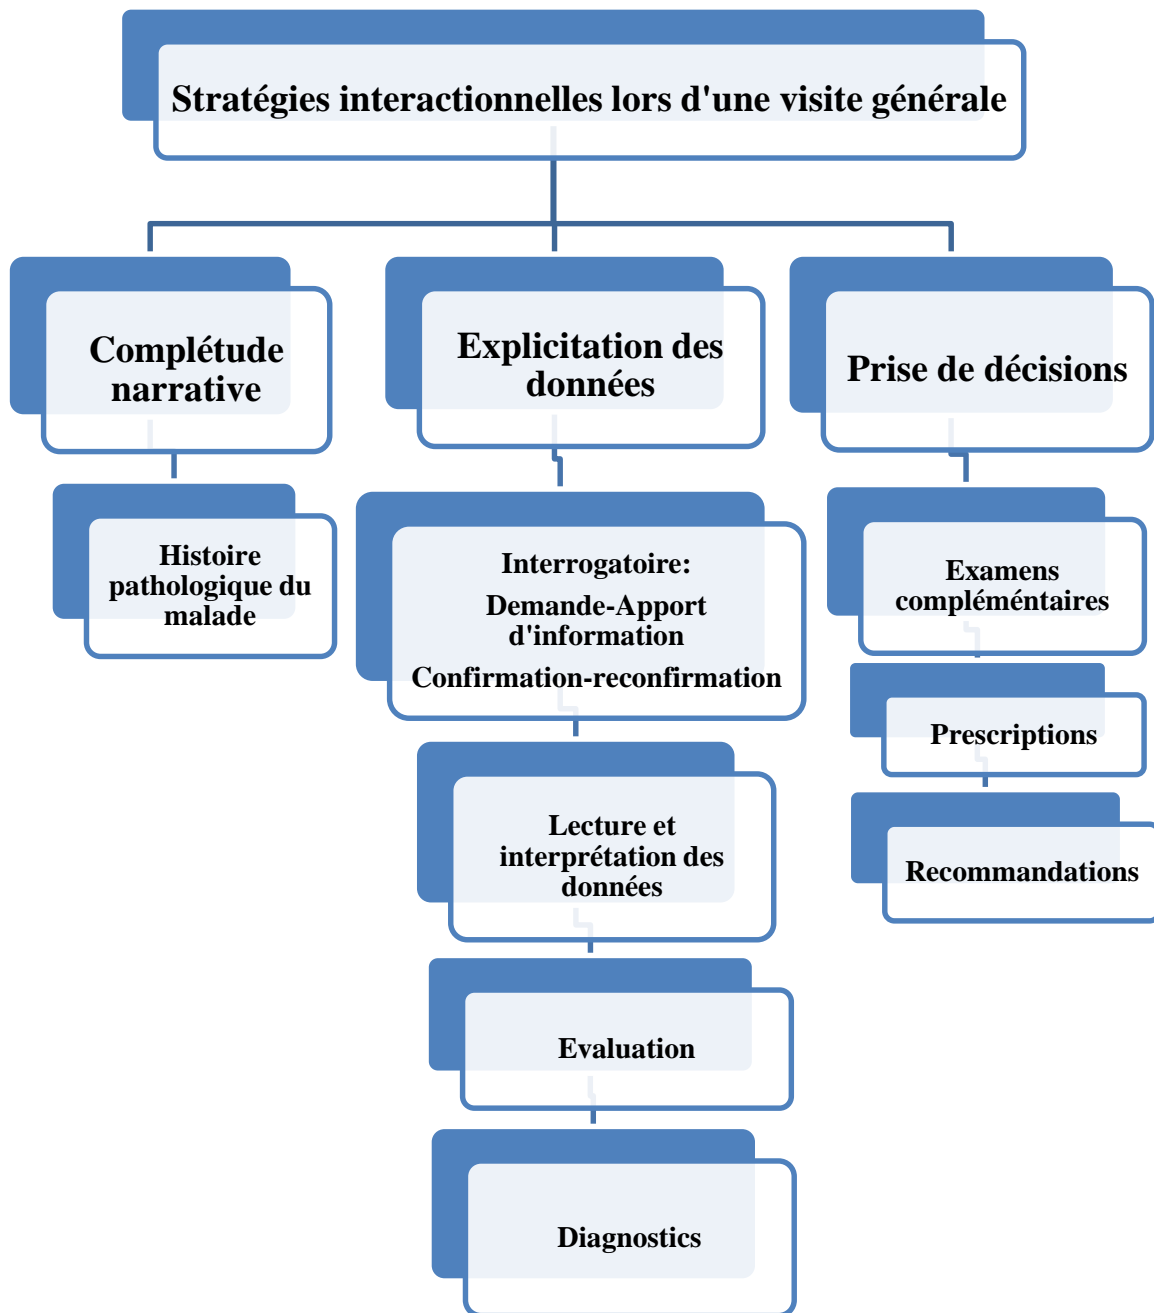 Stratégies interactionnelles lors d'une visite générale
Complétude
narrative
Histoire
pathologique du
malade
Explicitation des
données
Interrogatoire:
Demande-Apport
d'information
Confirmation-reconfirmation
Lecture et
interprétation des
données
Evaluation
Diagnostics
Prise de décisions
Examens
compléméntaires
Prescriptions
Recommandations